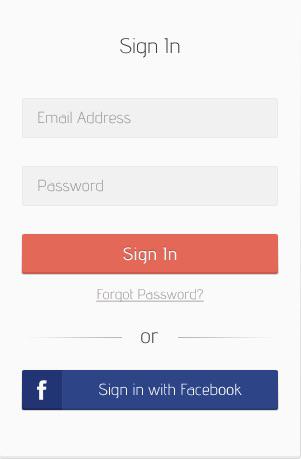 Sign In
Email Address
Password
Sign In
Forgot Password?
or
f Sign in with Facebook